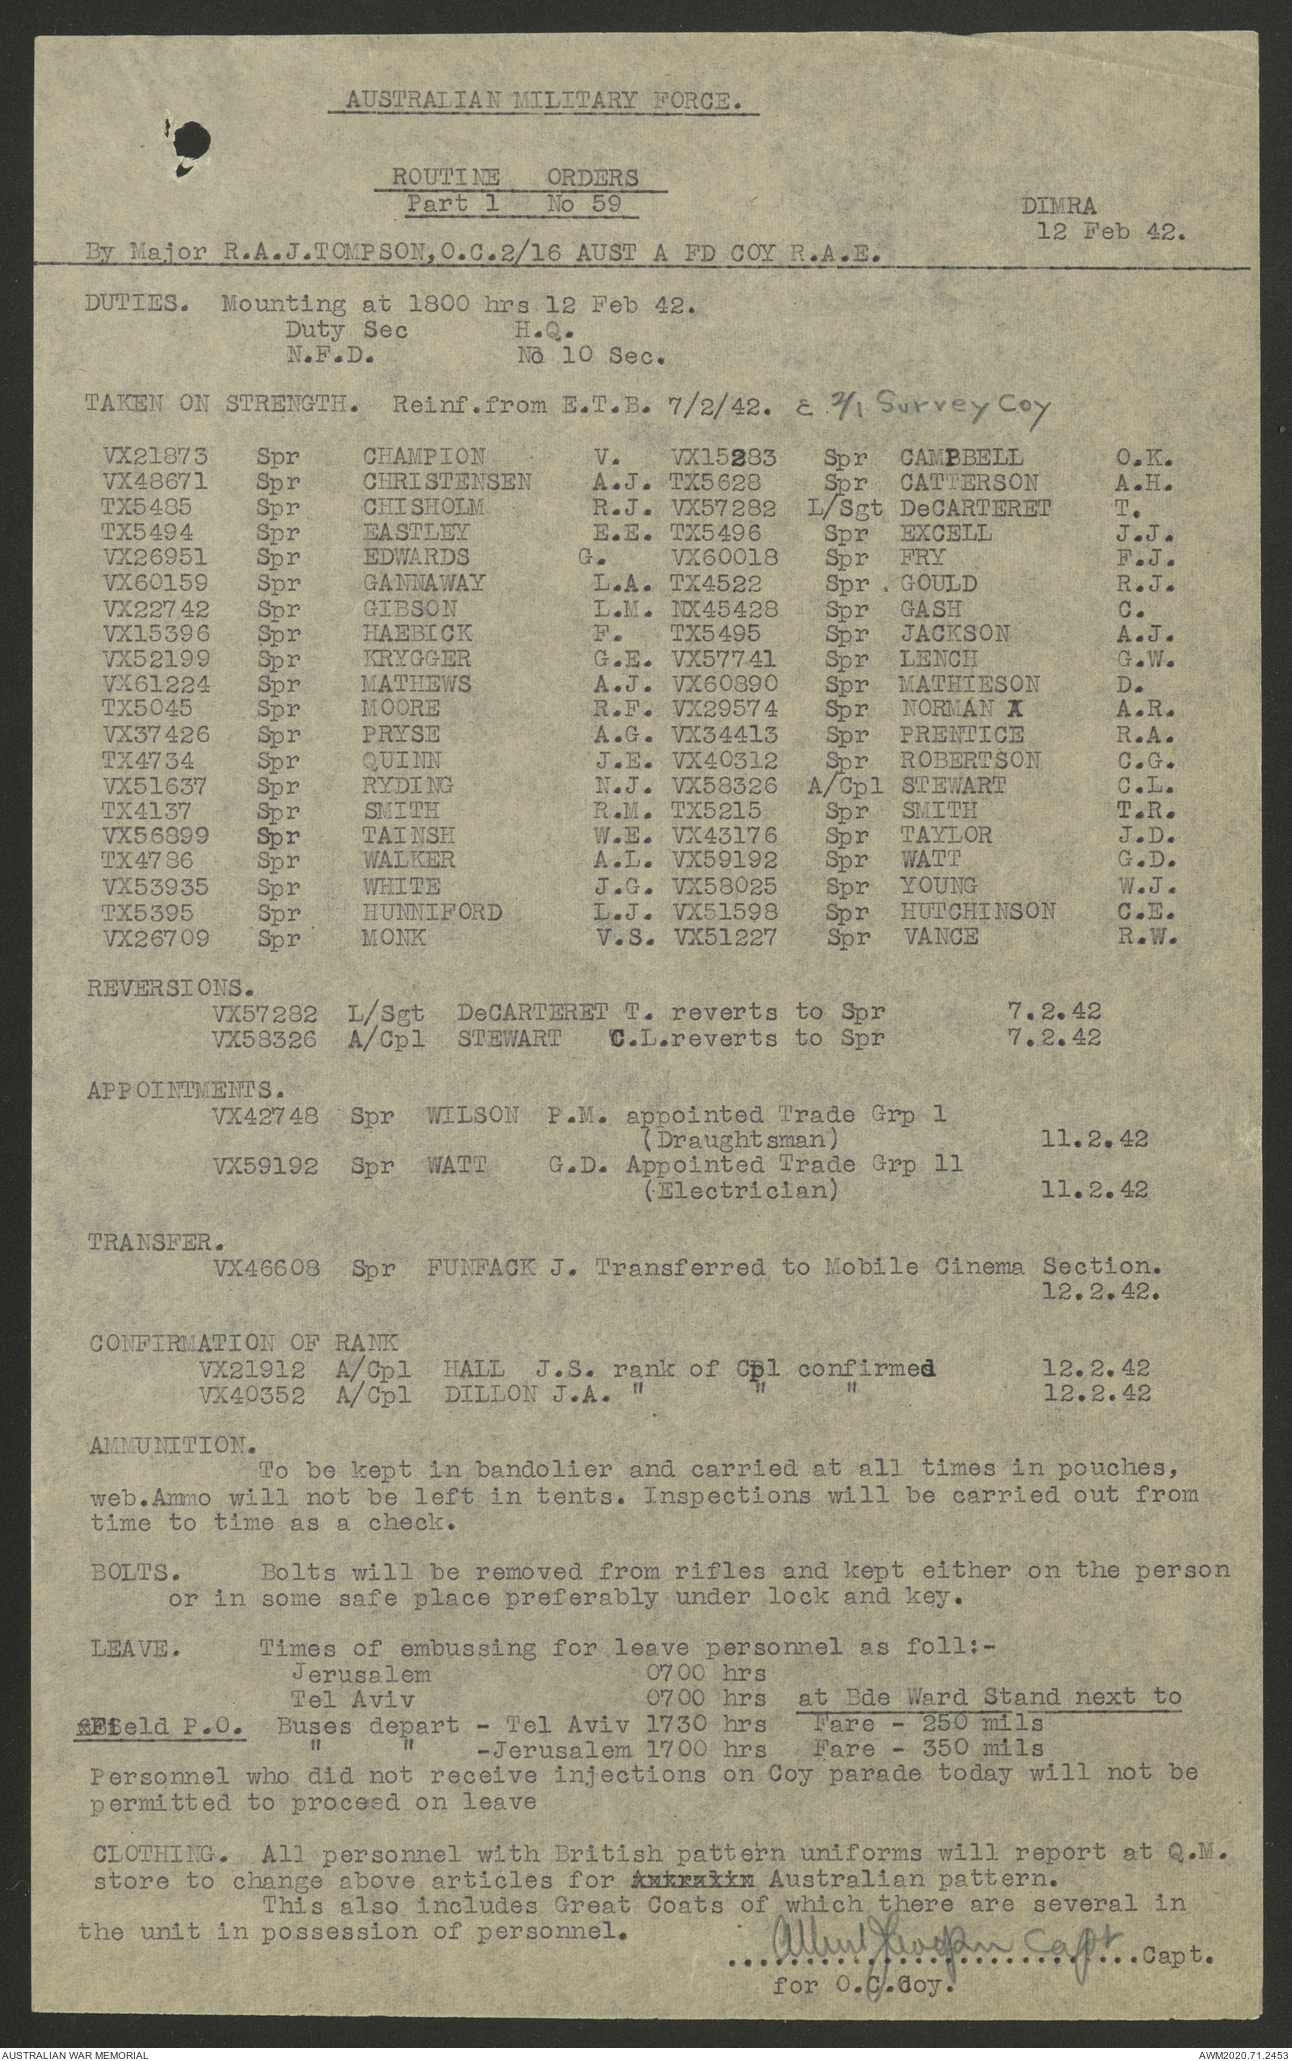 AUSTRALIAN MILITARY FORCE.
ROUTINE ORDERS
Part 1 No 59
DIMRA
12 Feb 42.
By Major R.A.J.TOMPSON,O.C.2/16 AUST A FD COY R.A.E.
DUTIES. Mounting at 1800 hrs 12 Feb 42.
Duty Sec H.Q.
N.F.D. No 10 Sec.
TAKEN ON STRENGTH. Reinf.from E.T.B. 7/2/42. & 2/1 Survey Coy
VX21873 Spr CHAMPION V. VX15283 Spr CAMPBELL O.K.
VX48671 Spr CHRISTENSEN A.J. TX5628 Spr CATTERSON A.H.
TX5485 Spr CHISHOLM R.J. VX57282 L/Sgt DeCARTERET T.
TX5494 Spr EASTLEY E.E. TX5496 Spr EXCELL J.J.
VX26951 Spr EDWARDS G. VX60018 Spr FRY F.J.
VX60159 Spr GANNAWAY L.A. TX4522 Spr . GOULD R.J.
VX22742 Spr GIBSON L.M. NX45428 Spr GASH C.
VX15396 Spr HAEBICK F. TX5495 Spr JACKSON A.J.
VX52199 Spr KRYGGER G.E. VX57741 Spr LENCH G.W.
VX61224 Spr MATHEWS A.J. VX60890 Spr MATHIESON D.
TX5045 Spr MOORE R.F. VX29574 Spr NORMAN X A.R.
VX37426 Spr PRYSE A.G. VX34413 Spr PRENTICE R.A.
TX4734 Spr QUINN J.E. VX40312 Spr ROBERTSON C.G.
VX51637 Spr RYDING N.J. VX58326 A/Cpl STEWART C.L.
TX4137 Spr SMITH R.M. TX5215 Spr SMITH T.R.
VX56899 Spr TAINSH W.E. VX43176 Spr TAYLOR J.D.
TX4786 Spr WALKER A.L. VX59192 Spr WATT G.D.
VX53935 Spr WHITE J.G. VX58025 Spr YOUNG W.J.
TX5395 Spr HUNNIFORD L.J. VX51598 Spr HUTCHINSON C.E.
VX26709 Spr MONK V.S. VX51227 Spr VANCE R.W.
REVERSIONS.
VX57282 L/Sgt DeCARTERET T. reverts to Spr 7.2.42
VX58326 A/Cpl STEWART C.L.reverts to Spr 7.2.42
APPOINTMENTS.
VX42748 Spr WILSON P.M. appointed Trade Grp 1
(Draughtsman) 11.2.42
VX59192 Spr WATT G.D. Appointed Trade Grp 11
(Electrician) 11.2.42
TRANSFER.
VX46608 Spr FUNFACK J. Transferred to Mobile Cinema Section.
12.2.42.
CONFIRMATION OF RANK
VX21912 A/Cpl HALL J.S. rank of Cpl confirmed 12.2.42
VX40352 A/Cpl DILLON J.A. " " " 12.2.42
AMMUNITION.
To be kept in bandolier and carried at all times in pouches,
web.Ammo will not be left in tents. Inspections will be carried out from
time to time as a check.
BOLTS. Bolts will be removed from rifles and kept either on the person
or in some safe place preferably under lock and key.
LEAVE. Times of embussing for leave personnel as foll:-
Jerusalem 0700 hrs
Tel Aviv 0700 hrs at Bde Ward Stand next to
Field P.O. Buses depart - Tel Aviv 1730 hrs Fare - 250 mils
" " -Jerusalem 1700 hrs Fare - 350 mils
Personnel who did not receive injections on Coy parade today will not be
permitted to proceed on leave
CLOTHING. All personnel with British pattern uniforms will report at Q.M.
store to change above articles for Australian pattern.
This also includes Great Coats of which there are several in
the unit in possession of personnel.
Capt ..........Capt.
for O.C.Coy.
AUSTRALIAN WAR MEMORIAL
AWM2020.71.2453